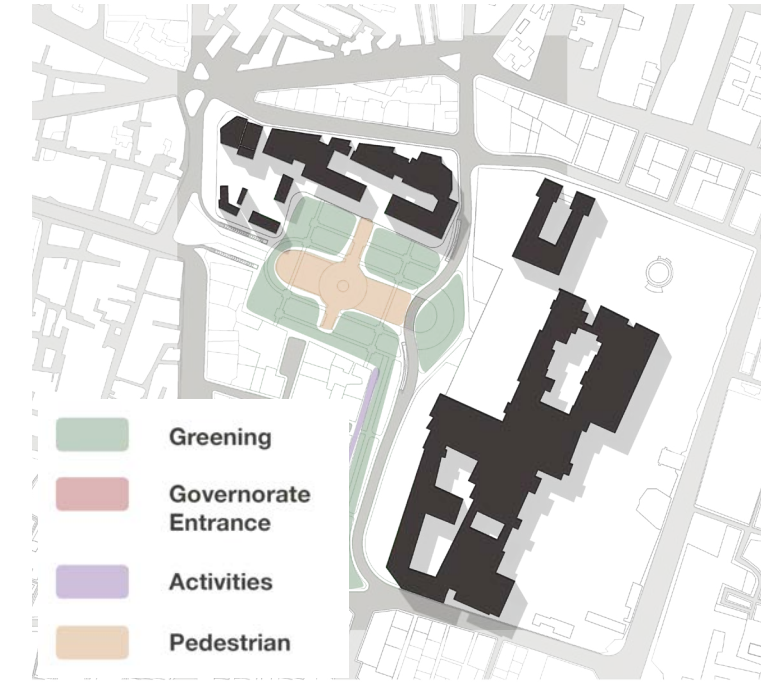 Greening
Governorate
Entrance
Activities
Pedestrian